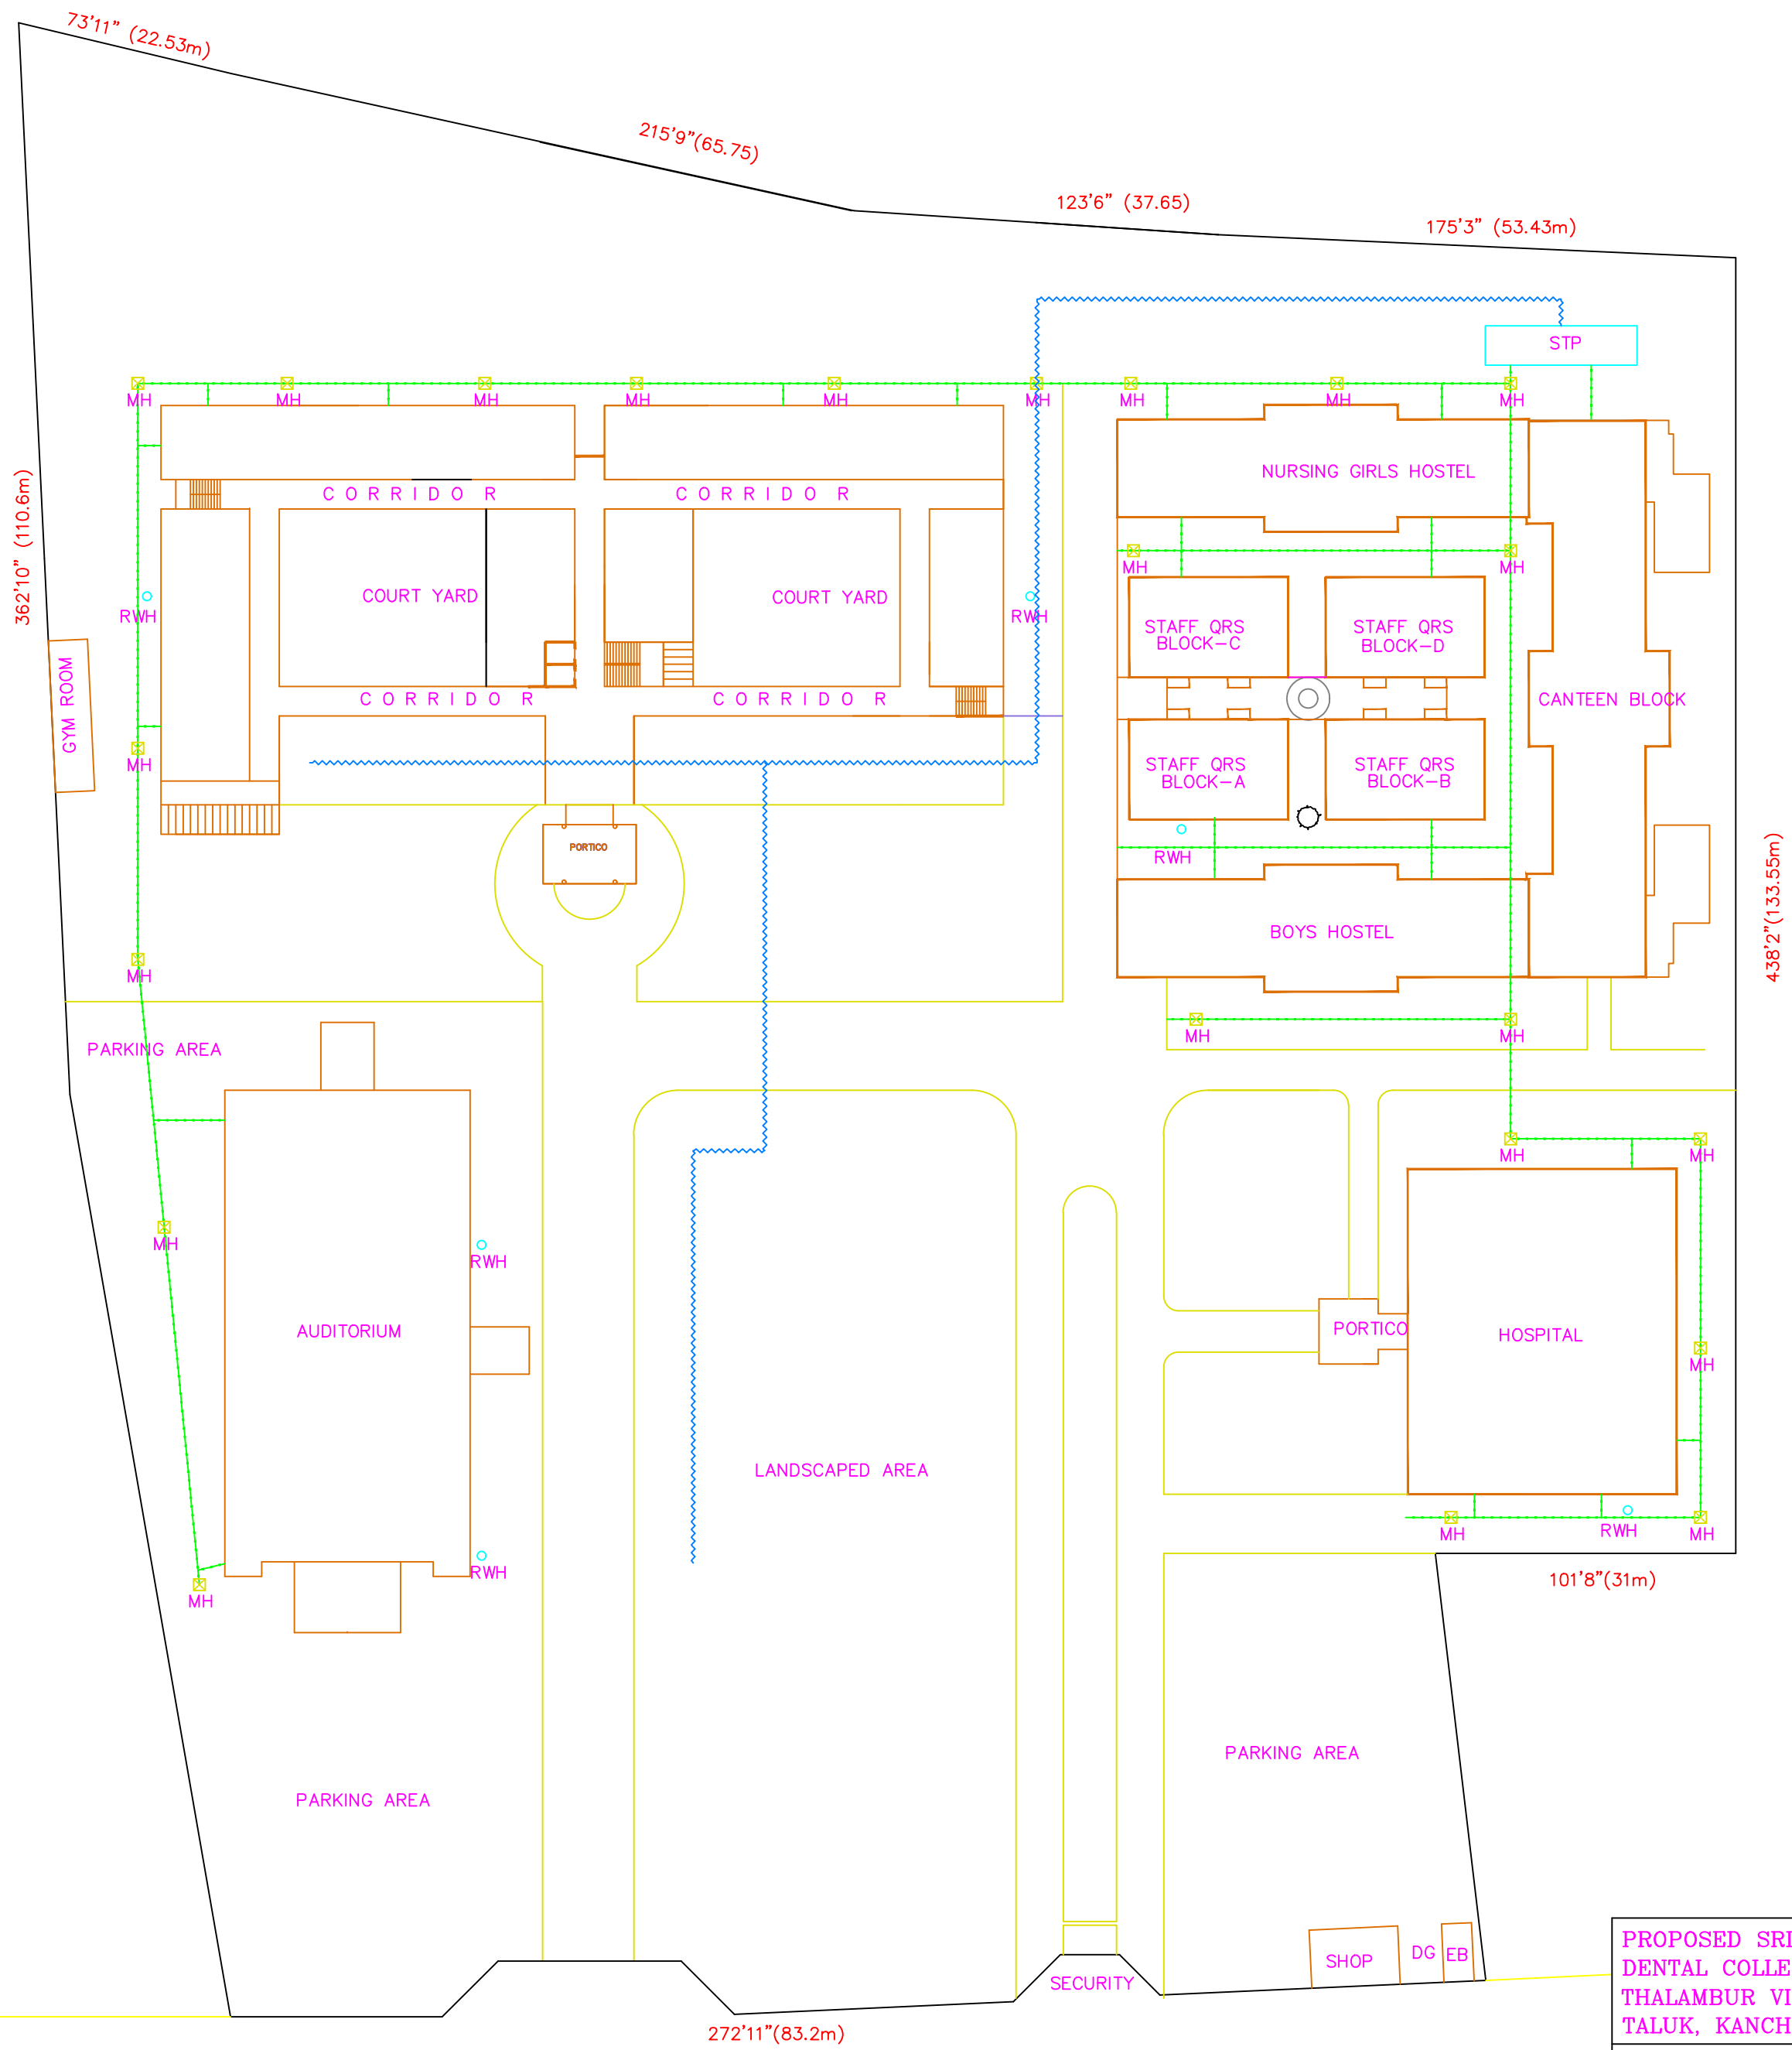 73'11" (22.53m)
215'9"(65.75)
123'6" (37.65)
175'3" (53.43m)
STP
MH
MH
MH
MH
MH
MH
MH
MH
MH
NURSING GIRLS HOSTEL
CORRIDOR
CORRIDOR
362'10" (110.6m)
MH
MH
COURT YARD
COURT YARD
RWH
RWH
STAFF QRS
BLOCK-C
STAFF QRS
BLOCK-D
GYM ROOM
CORRIDOR
CORRIDOR
CANTEEN BLOCK
MH
STAFF QRS
BLOCK-A
STAFF QRS
BLOCK-B
PORTICO
RWH
438'2"(133.55m)
BOYS HOSTEL
MH
MH
MH
PARKING AREA
MH
MH
MH
RWH
AUDITORIUM
PORTICO
HOSPITAL
MH
LANDSCAPED AREA
MH
RWH
MH
RWH
101'8"(31m)
MH
PARKING AREA
PARKING AREA
SHOP
DG
EB
SECURITY
272'11"(83.2m)
PROPOSED SRI
DENTAL COLLE
THALAMBUR VI
TALUK, KANCH